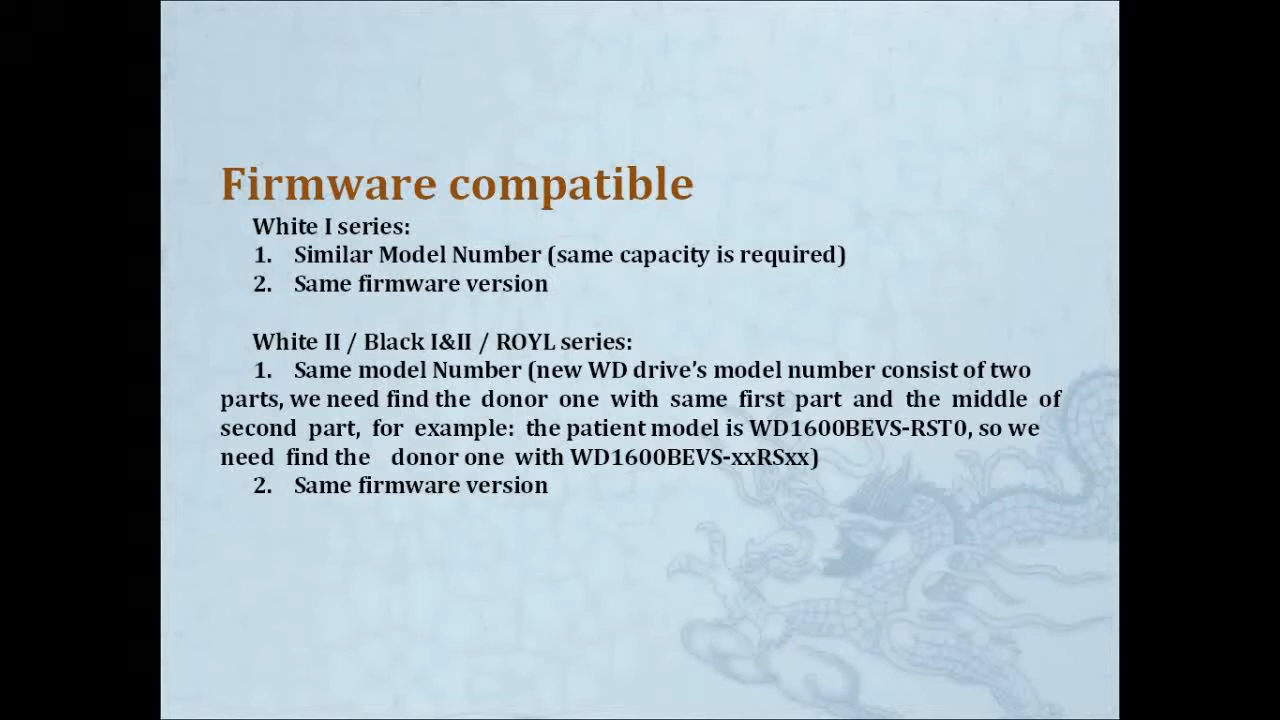 Firmware compatible
White I series:
1. Similar Model Number (same capacity is required)
2. Same firmware version
White II / Black I&II / ROYL series:
1. Same model Number (new WD drive's model number consist of two
parts, we need find the donor one with same first part and the middle of
second part, for example: the patient model is WD1600BEVS-RST0, so we
need find the donor one with WD1600BEVS-xxRSxx)
2. Same firmware version